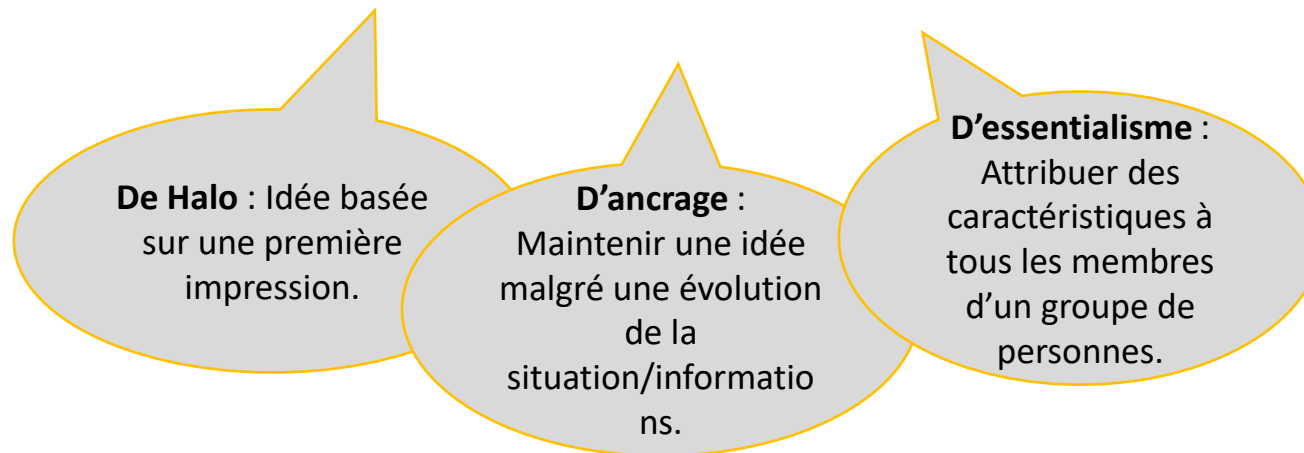 De Halo : Idée basée
sur une première
impression.
D’ancrage :
Maintenir une idée
malgré une évolution
de la
situation/informatio
ns.
D’essentialisme :
Attribuer des
caractéristiques à
tous les membres
d’un groupe de
personnes.